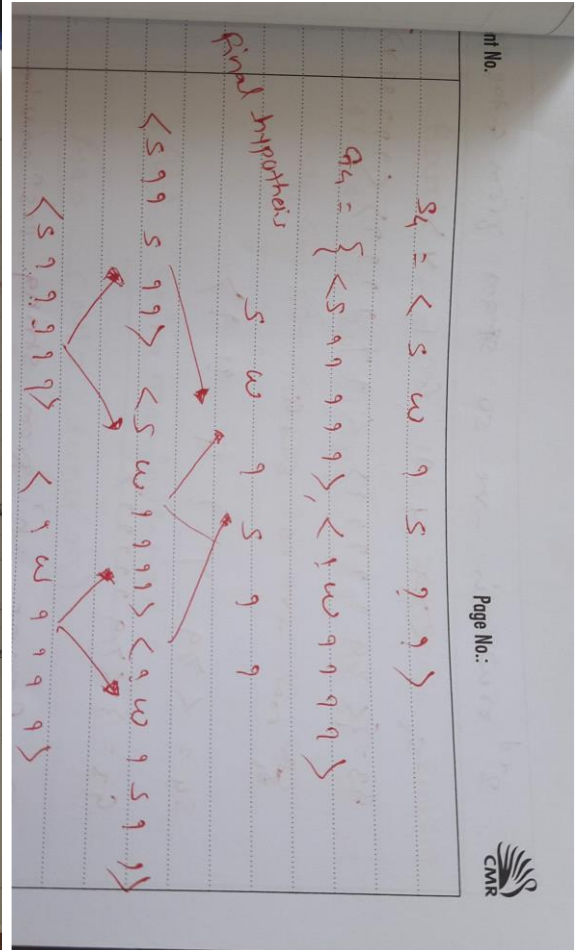 nt No.
Page No.:
CMR
S4 = < S W ? S ? ? >
G4 = { <S ? ? ? ? ?>, <? W ? ? ? ?> }
Final hypothesis
S W ? S ? ?
<S ? ? S ? ?> <S W ? ? ? ?> <? W ? S ? ?>
<S ? ? ? ? ?> <? W ? ? ? ?>